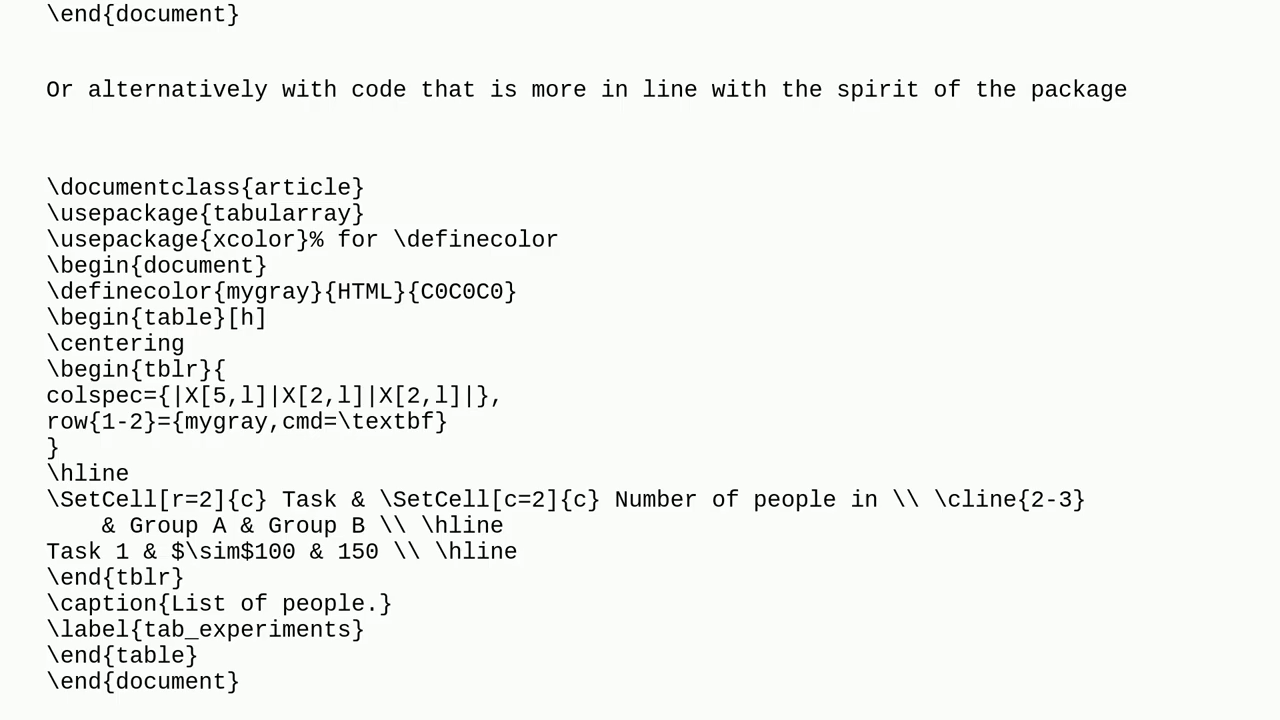 \end{document}
Or alternatively with code that is more in line with the spirit of the package
\documentclass{article}
\usepackage{tabularray}
\usepackage{xcolor}% for \definecolor
\begin{document}
\definecolor{mygray}{HTML}{C0C0C0}
\begin{table}[h]
\centering
\begin{tblr}{
colspec={|X[5,l]|X[2,l]|X[2,l]|},
row{1-2}={mygray,cmd=\textbf}
}
\hline
\SetCell[r=2]{c} Task & \SetCell[c=2]{c} Number of people in \\ \cline{2-3}
    & Group A & Group B \\ \hline
Task 1 & $\sim$100 & 150 \\ \hline
\end{tblr}
\caption{List of people.}
\label{tab_experiments}
\end{table}
\end{document}